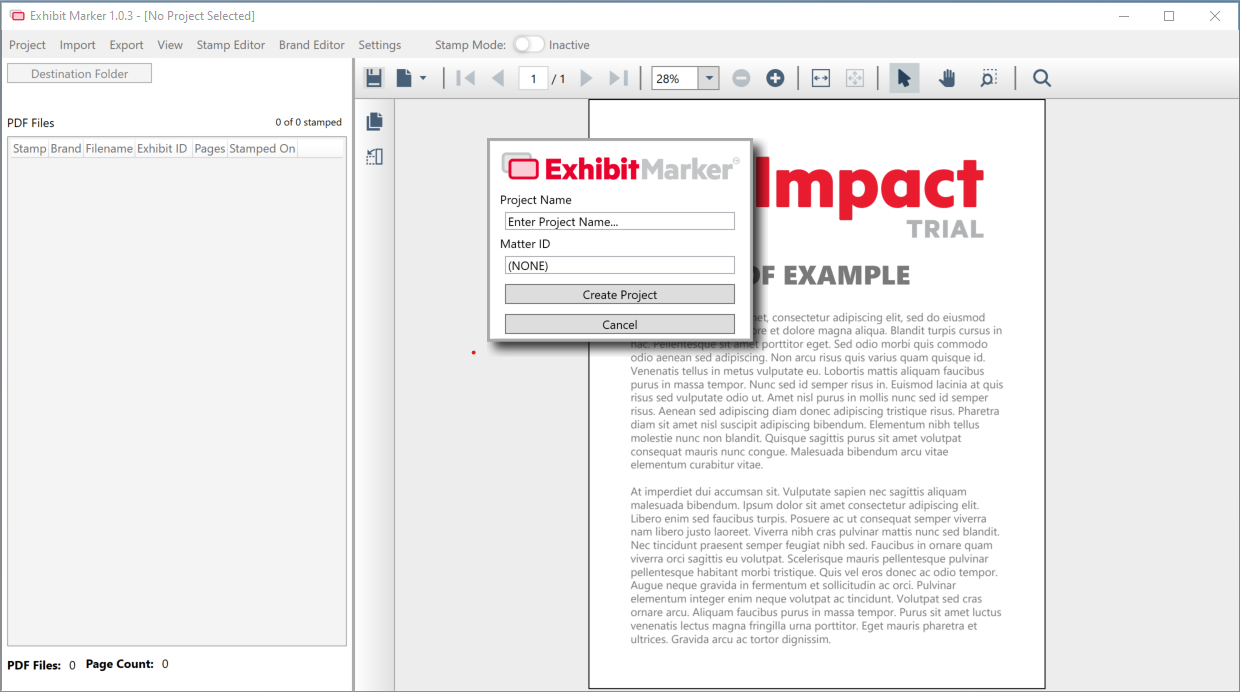 Exhibit Marker 1.0.3 - [No Project Selected]
Project Import Export View Stamp Editor Brand Editor Settings Stamp Mode: Inactive
Destination Folder
1 / 1
28%
PDF Files
0 of 0 stamped
Stamp Brand Filename Exhibit ID Pages Stamped On
ExhibitMarker
Project Name
Enter Project Name...
Matter ID
(NONE)
Create Project
Cancel
Impact
TRIAL
EXAMPLE
consectetur adipiscing elit, sed do eiusmod
et dolore magna aliqua. Blandit turpis cursus in
hac. Pellentesque sit amet porttitor eget. Sed odio morbi quis commodo
odio aenean sed adipiscing. Non arcu risus quis varius quam quisque id.
Venenatis tellus in metus vulputate eu. Lobortis mattis aliquam faucibus
purus in massa tempor. Nunc sed id semper risus in. Euismod lacinia at quis
risus sed vulputate odio ut. Amet nisl purus in mollis nunc sed id semper
risus. Aenean sed adipiscing diam donec adipiscing tristique risus. Pharetra
diam sit amet nisl suscipit adipiscing bibendum. Elementum nibh tellus
molestie nunc non blandit. Quisque sagittis purus sit amet volutpat
consequat mauris nunc congue. Malesuada bibendum arcu vitae
elementum curabitur vitae.
At imperdiet dui accumsan sit. Vulputate sapien nec sagittis aliquam
malesuada bibendum. Ipsum dolor sit amet consectetur adipiscing elit.
Libero enim sed faucibus turpis. Posuere ac ut consequat semper viverra
nam libero justo laoreet. Viverra nibh cras pulvinar mattis nunc sed blandit.
Nec tincidunt praesent semper feugiat nibh sed. Faucibus in ornare quam
viverra orci sagittis eu volutpat. Scelerisque mauris pellentesque pulvinar
pellentesque habitant morbi tristique. Quis vel eros donec ac odio tempor.
Augue neque gravida in fermentum et sollicitudin ac orci. Pulvinar
elementum integer enim neque volutpat ac tincidunt. Volutpat sed cras
ornare arcu. Aliquam faucibus purus in massa tempor. Purus sit amet luctus
venenatis lectus magna fringilla urna porttitor. Eget mauris pharetra et
ultrices. Gravida arcu ac tortor dignissim.
PDF Files: 0 Page Count: 0